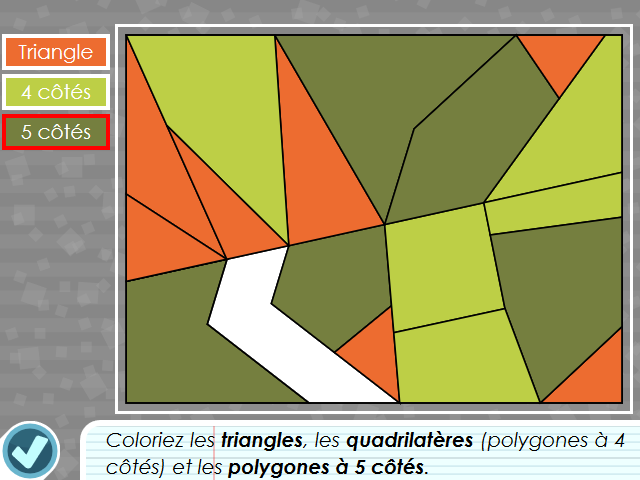 Triangle
4 côtés
5 côtés
Coloriez les triangles, les quadrilatères (polygones à 4
côtés) et les polygones à 5 côtés.